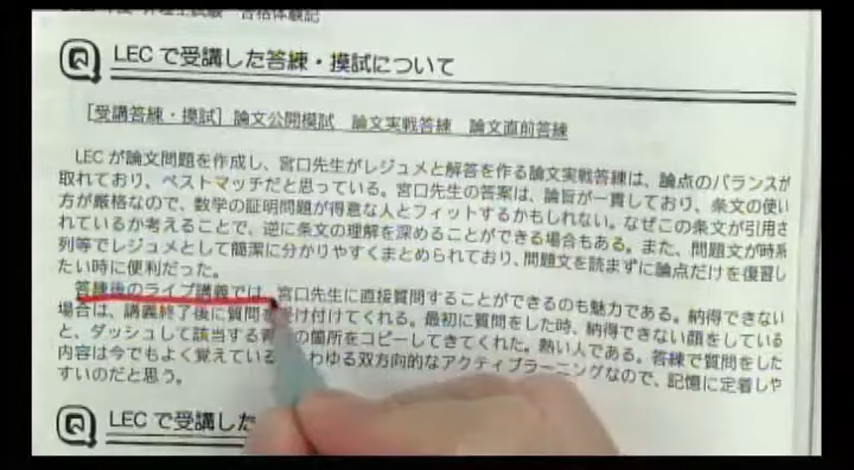 合格体験記
Q LECで受講した答練・摸試について
［受講答練・摸試］論文公開模試 論文実戦答練 論文直前答練
LECが論文問題を作成し、宮口先生がレジュメと解答を作る論文実戦答練は、論点のバランスが
取れており、ベストマッチだと思っている。宮口先生の答案は、論旨が一貫しており、条文の使い
方が厳格なので、数学の証明問題が得意な人とフィットするかもしれない。なぜこの条文が引用さ
れているか考えることで、逆に条文の理解を深めることができる場合もある。また、問題文が時系
列等でレジュメとして簡潔に分かりやすくまとめられており、問題文を読まずに論点だけを復習し
たい時に便利だった。
答練後のライブ講義では、宮口先生に直接質問することができるのも魅力である。納得できない
場合は、講義終了後に質問を受け付けてくれる。最初に質問をした時、納得できない顔をしている
と、ダッシュして該当する の箇所をコピーしてきてくれた。熱い人である。答練で質問をした
内容は今でもよく覚えている わゆる双方向的なアクティブラーニングなので、記憶に定着しや
すいのだと思う。
Q LECで受講した